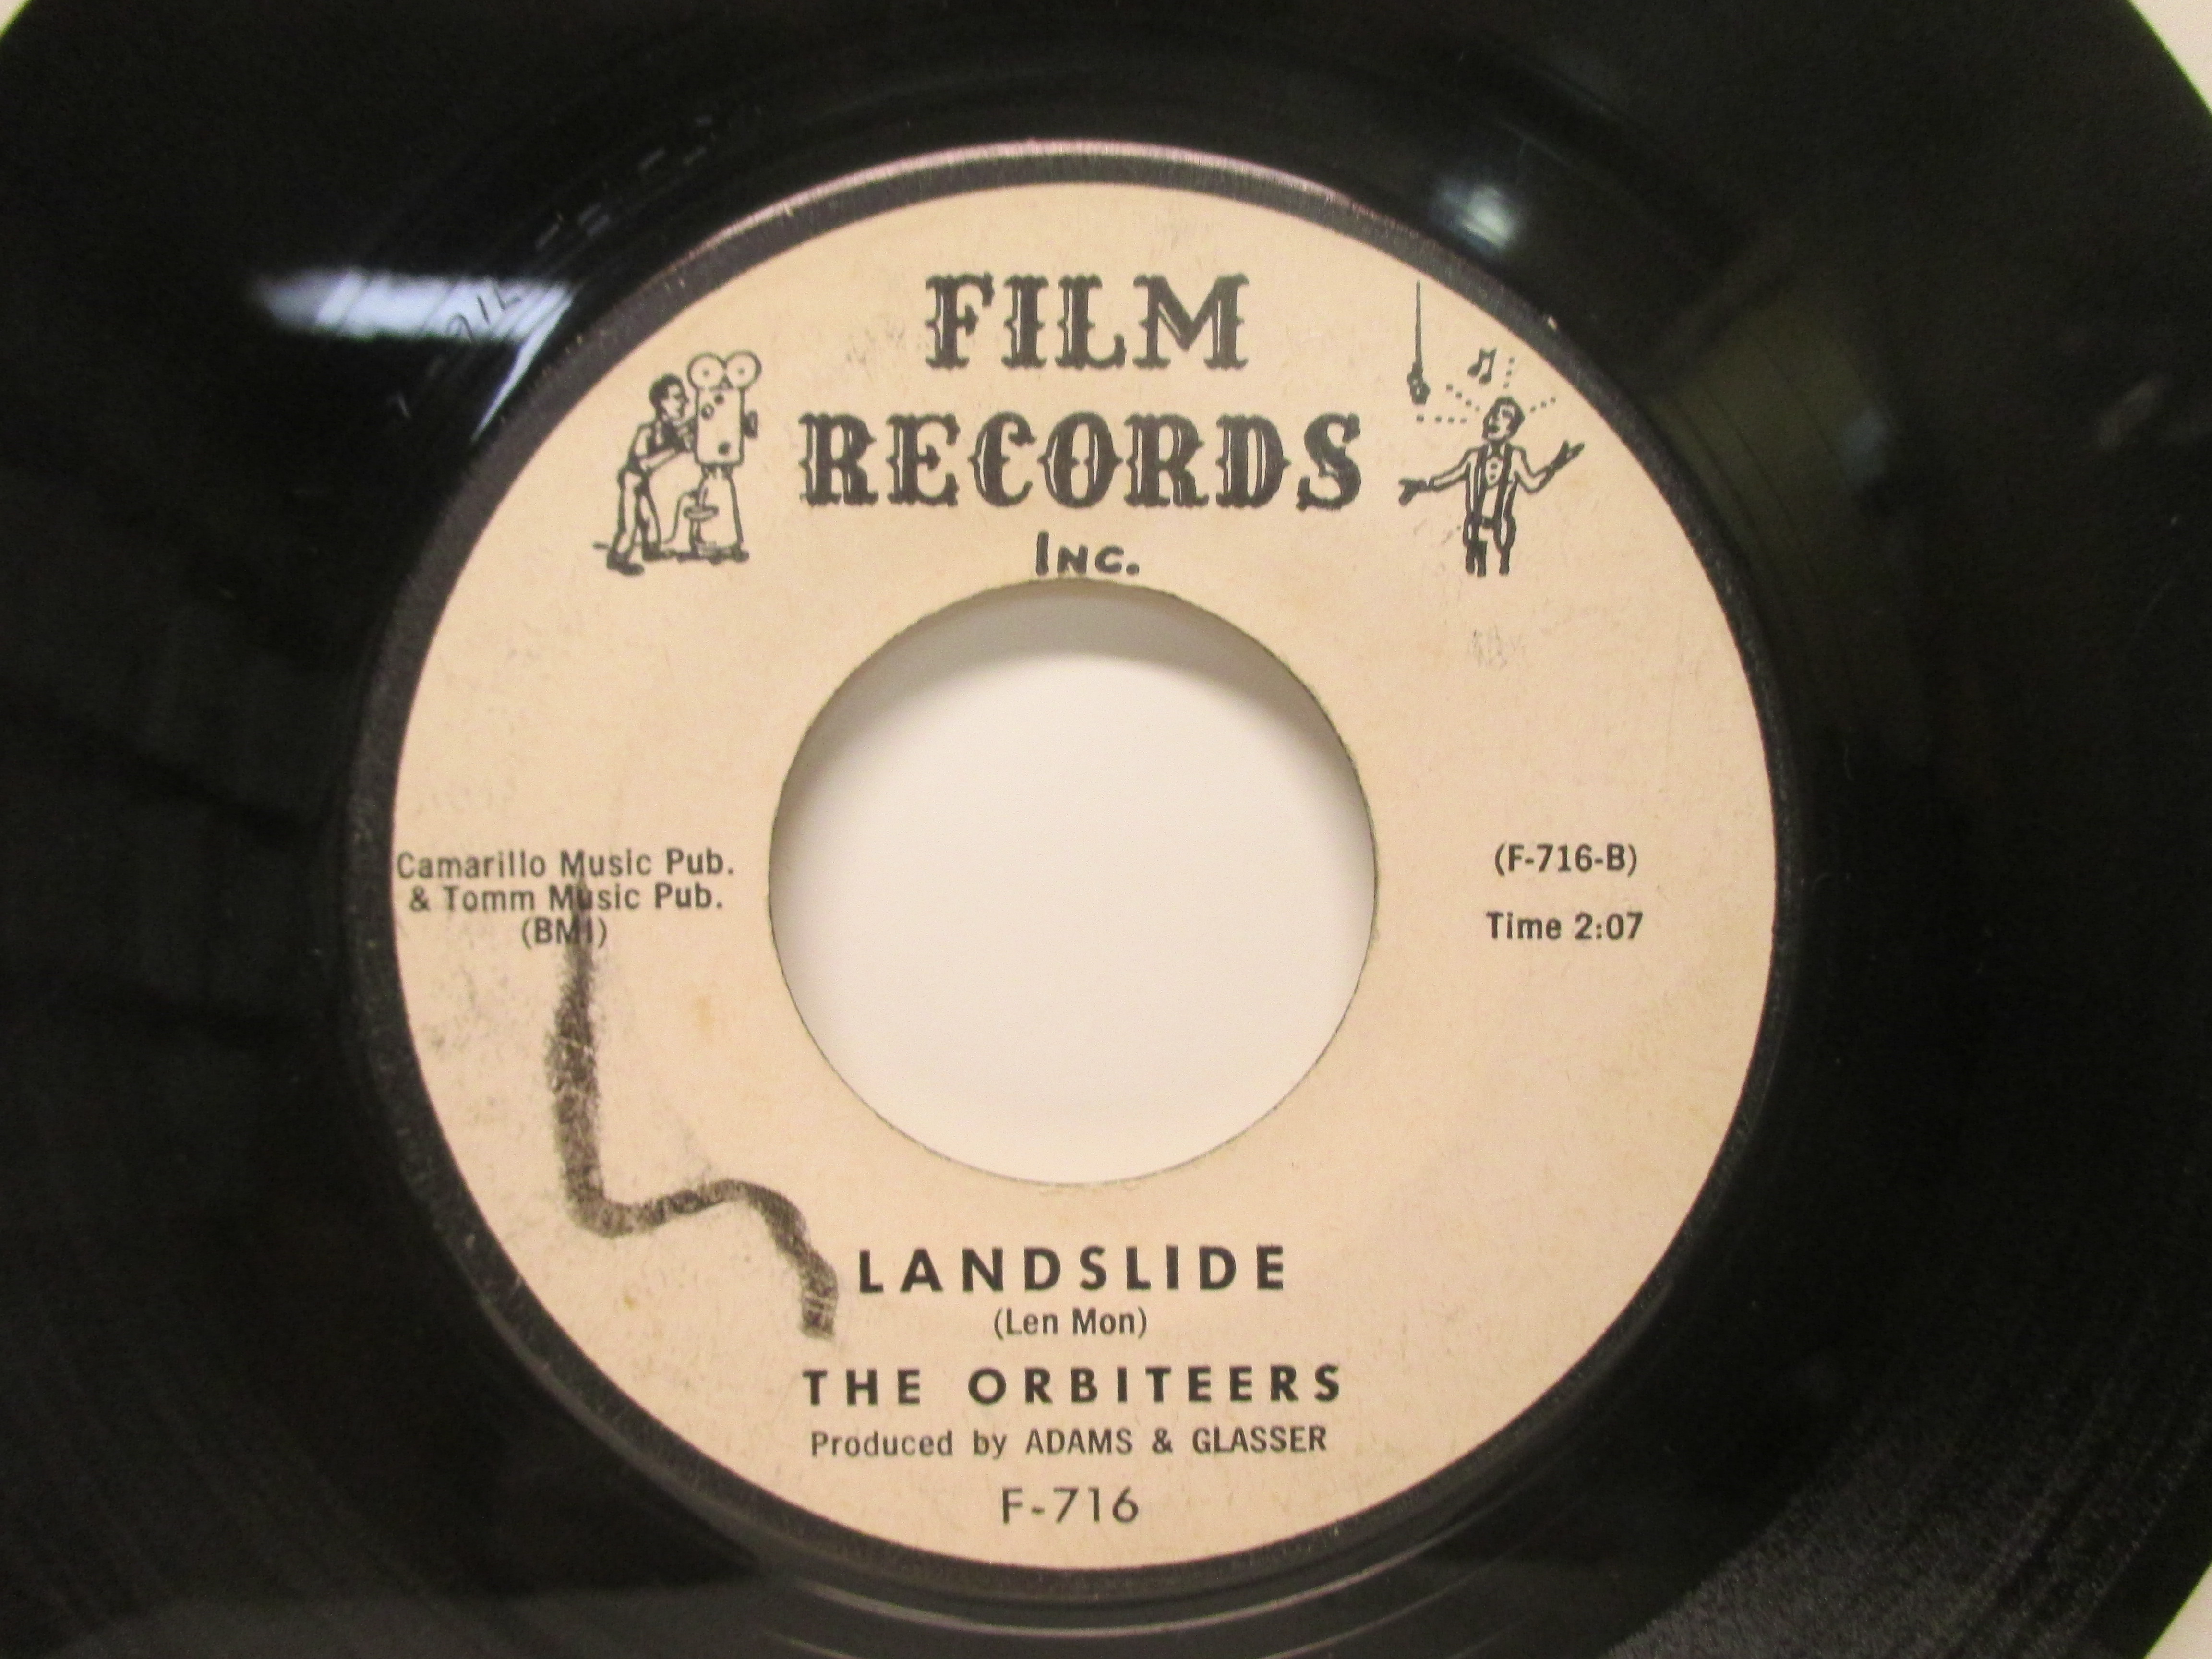 FILM
RECORDS
INC.
Camarillo Music Pub.
& Tomm Music Pub.
(BMI)
(F-716-B)
Time 2:07
LANDSLIDE
(Len Mon)
THE ORBITEERS
Produced by ADAMS & GLASSER
F-716